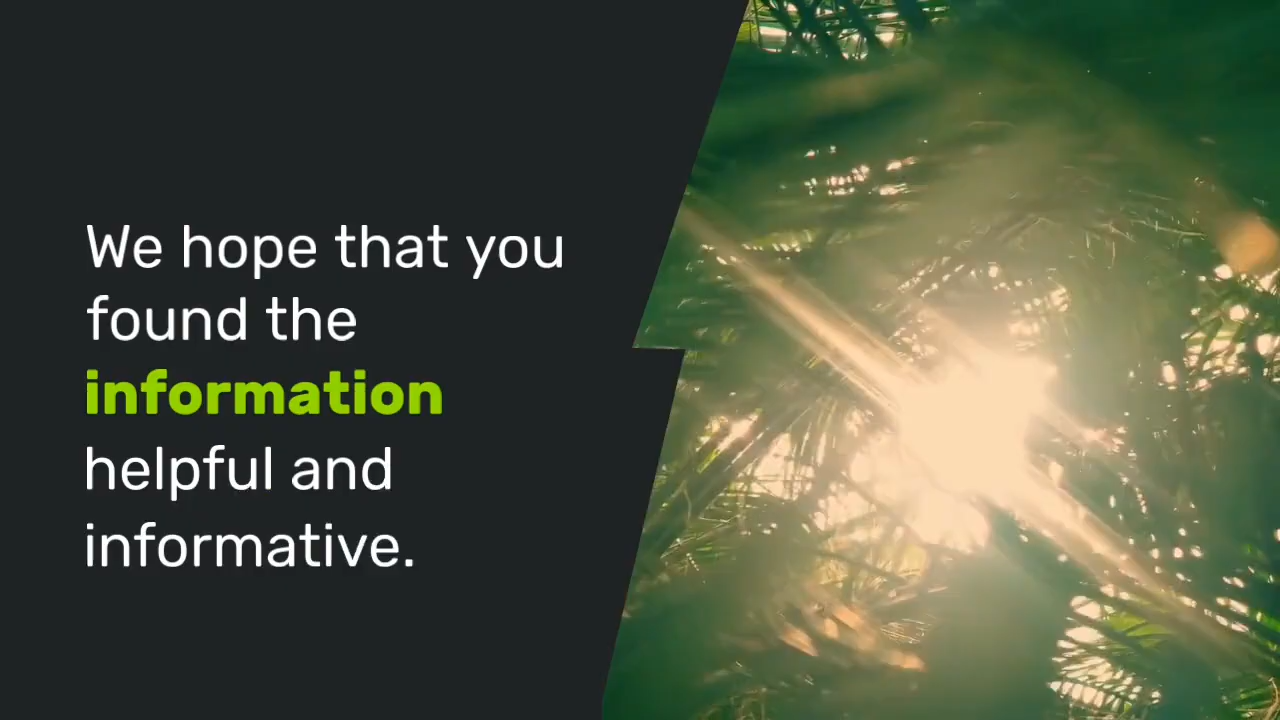 We hope that you
found the
information
helpful and
informative.